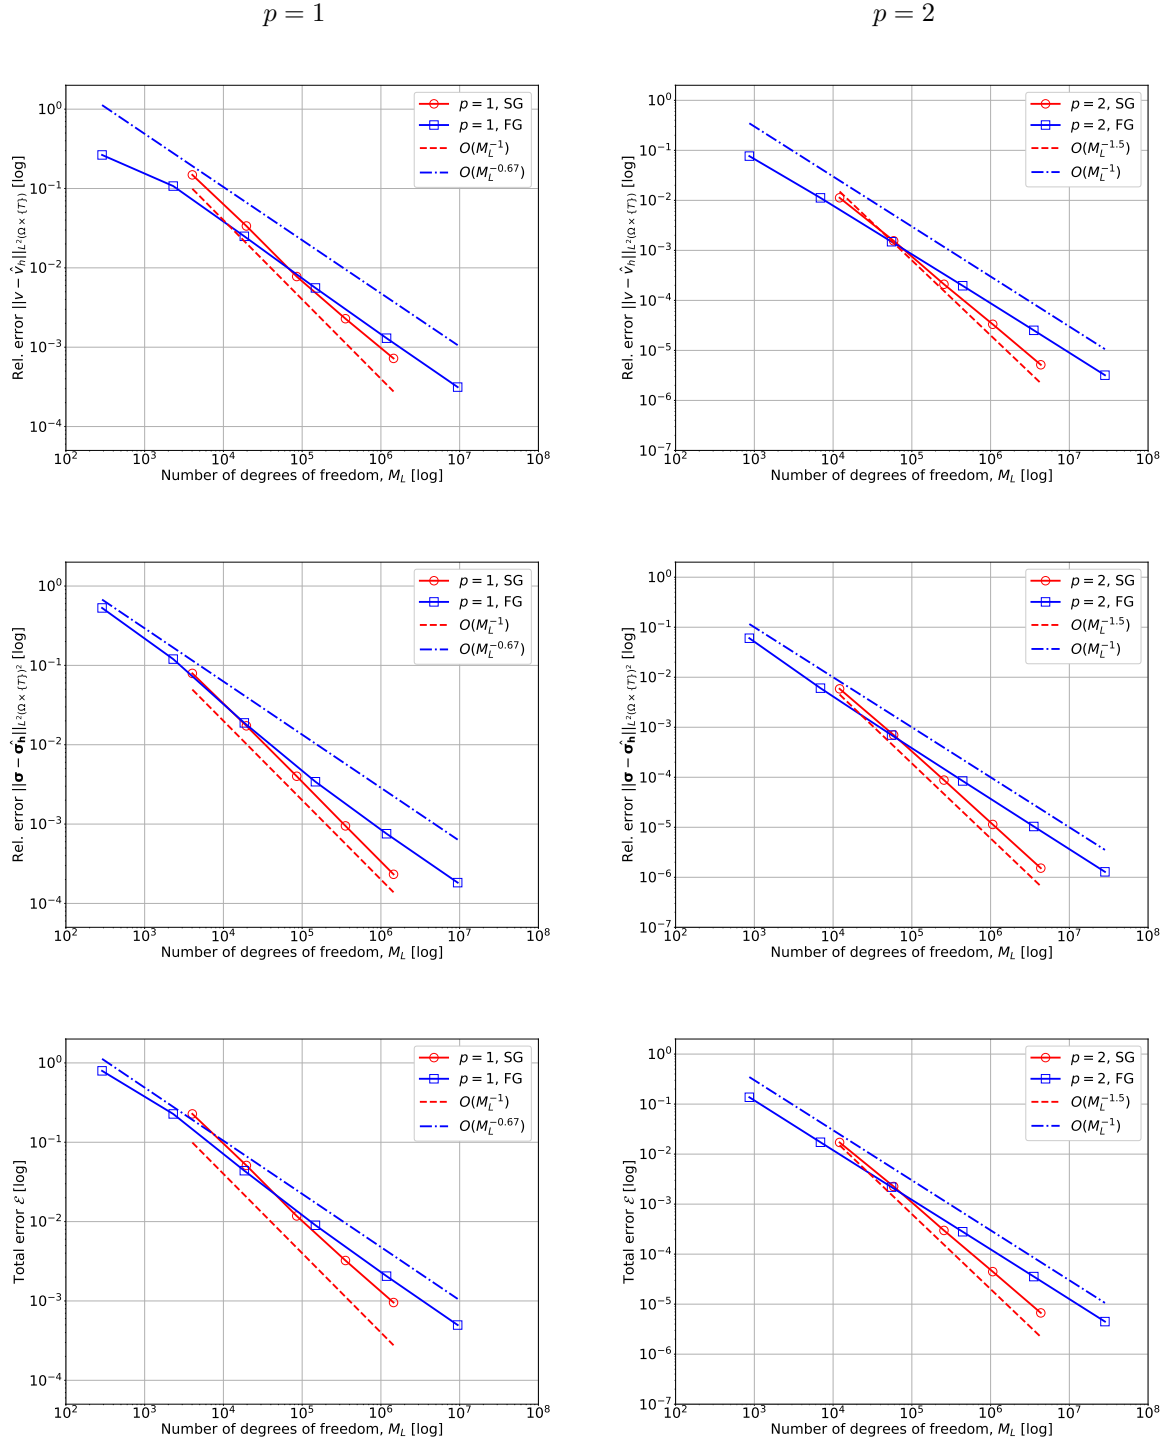 p = 1
p = 2
10^0
10^{-1}
10^{-2}
10^{-3}
10^{-4}
10^2 10^3 10^4 10^5 10^6 10^7 10^8
Rel. error ||v − v̂_h||_{L²(Ω × {T})} [log]
Number of degrees of freedom, M_L [log]
p = 1, SG
p = 1, FG
O(M_L^{-1})
O(M_L^{-0.67})
10^0
10^{-1}
10^{-2}
10^{-3}
10^{-4}
10^{-5}
10^{-6}
10^{-7}
10^2 10^3 10^4 10^5 10^6 10^7 10^8
Rel. error ||v − v̂_h||_{L²(Ω × {T})} [log]
Number of degrees of freedom, M_L [log]
p = 2, SG
p = 2, FG
O(M_L^{-1.5})
O(M_L^{-1})
10^0
10^{-1}
10^{-2}
10^{-3}
10^{-4}
10^2 10^3 10^4 10^5 10^6 10^7 10^8
Rel. error ||σ − σ̂_h||_{L²(Ω × {T})²} [log]
Number of degrees of freedom, M_L [log]
p = 1, SG
p = 1, FG
O(M_L^{-1})
O(M_L^{-0.67})
10^0
10^{-1}
10^{-2}
10^{-3}
10^{-4}
10^{-5}
10^{-6}
10^{-7}
10^2 10^3 10^4 10^5 10^6 10^7 10^8
Rel. error ||σ − σ̂_h||_{L²(Ω × {T})²} [log]
Number of degrees of freedom, M_L [log]
p = 2, SG
p = 2, FG
O(M_L^{-1.5})
O(M_L^{-1})
10^0
10^{-1}
10^{-2}
10^{-3}
10^{-4}
10^2 10^3 10^4 10^5 10^6 10^7 10^8
Total error ℰ [log]
Number of degrees of freedom, M_L [log]
p = 1, SG
p = 1, FG
O(M_L^{-1})
O(M_L^{-0.67})
10^0
10^{-1}
10^{-2}
10^{-3}
10^{-4}
10^{-5}
10^{-6}
10^{-7}
10^2 10^3 10^4 10^5 10^6 10^7 10^8
Total error ℰ [log]
Number of degrees of freedom, M_L [log]
p = 2, SG
p = 2, FG
O(M_L^{-1.5})
O(M_L^{-1})